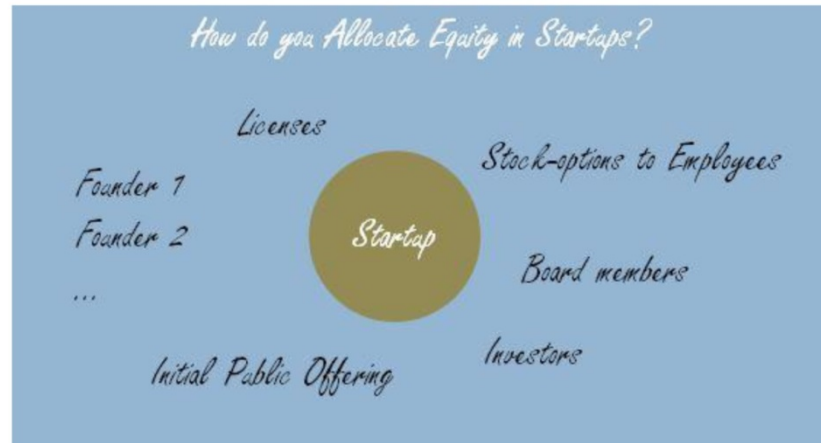 How do you Allocate Equity in Startups?
Licenses
Stock-options to Employees
Founder 1
Founder 2
...
Startup
Board members
Investors
Initial Public Offering